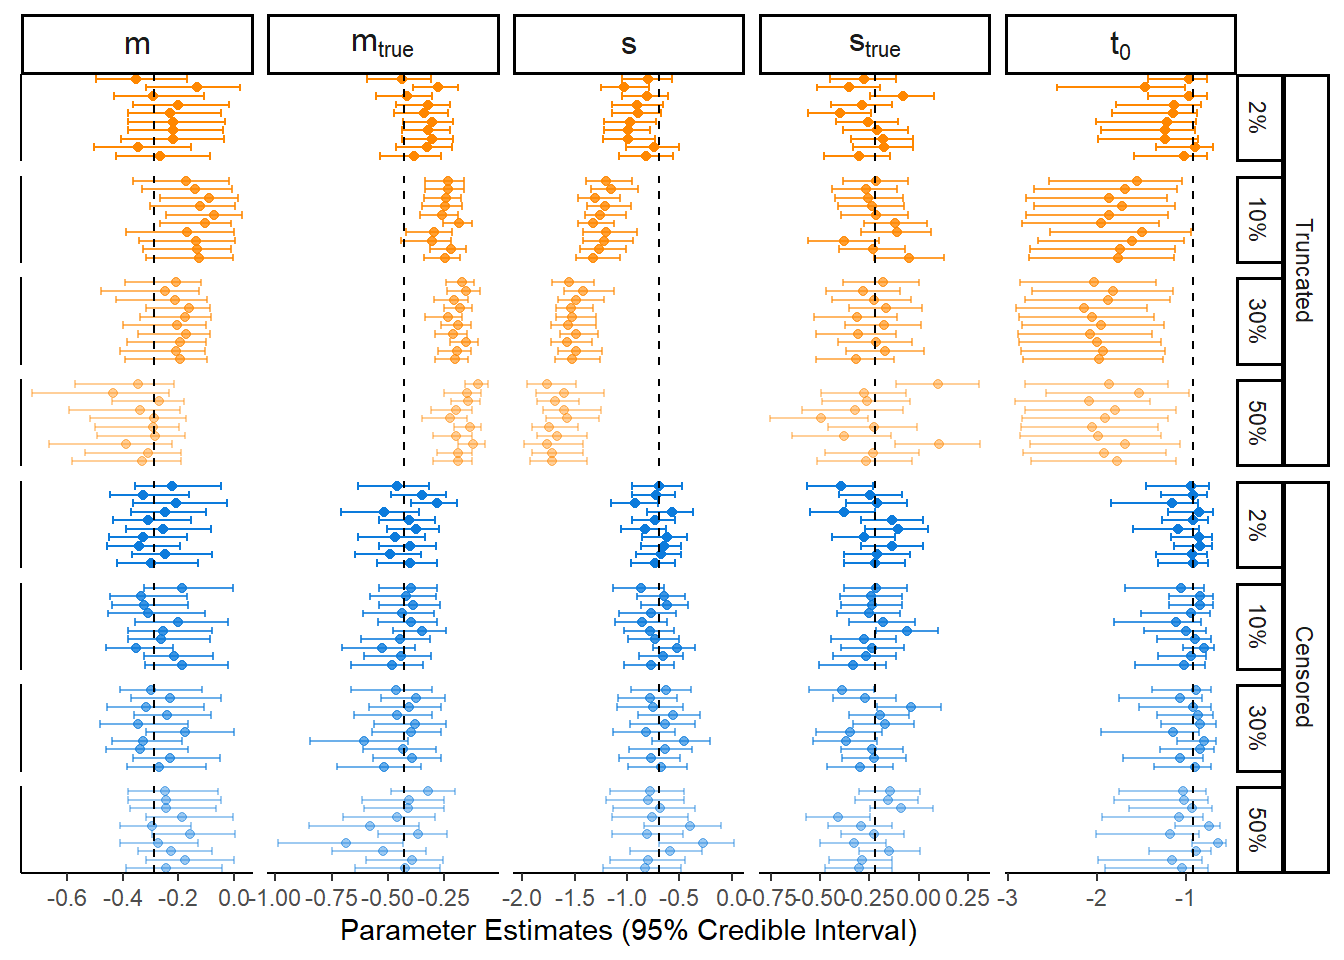 m m_true s s_true t_0
2%
10%
30%
50%
Truncated
2%
10%
30%
50%
Censored
-0.6 -0.4 -0.2 0.0 -1.00 -0.75 -0.50 -0.25 -2.0 -1.5 -1.0 -0.5 0.0 -0.75 -0.50 -0.25 0.00 0.25 -3 -2 -1
Parameter Estimates (95% Credible Interval)